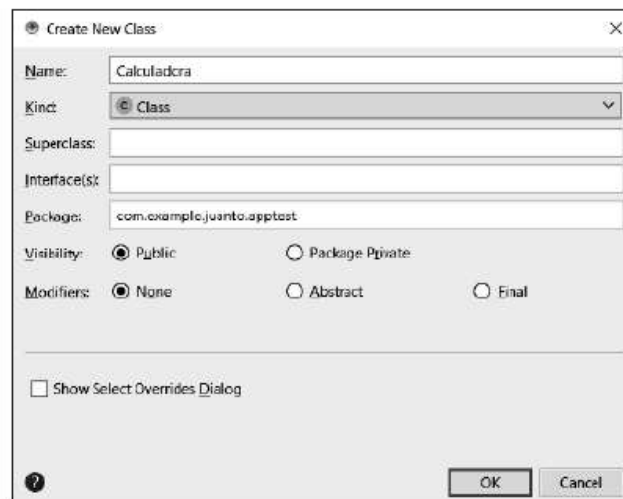 Create New Class
Name: Calculadora
Kind: C Class
Superclass:
Interface(s):
Package: com.example.juanto.apptest
Visibility: Public Package Private
Modifiers: None Abstract Final
Show Select Overrides Dialog
? OK Cancel